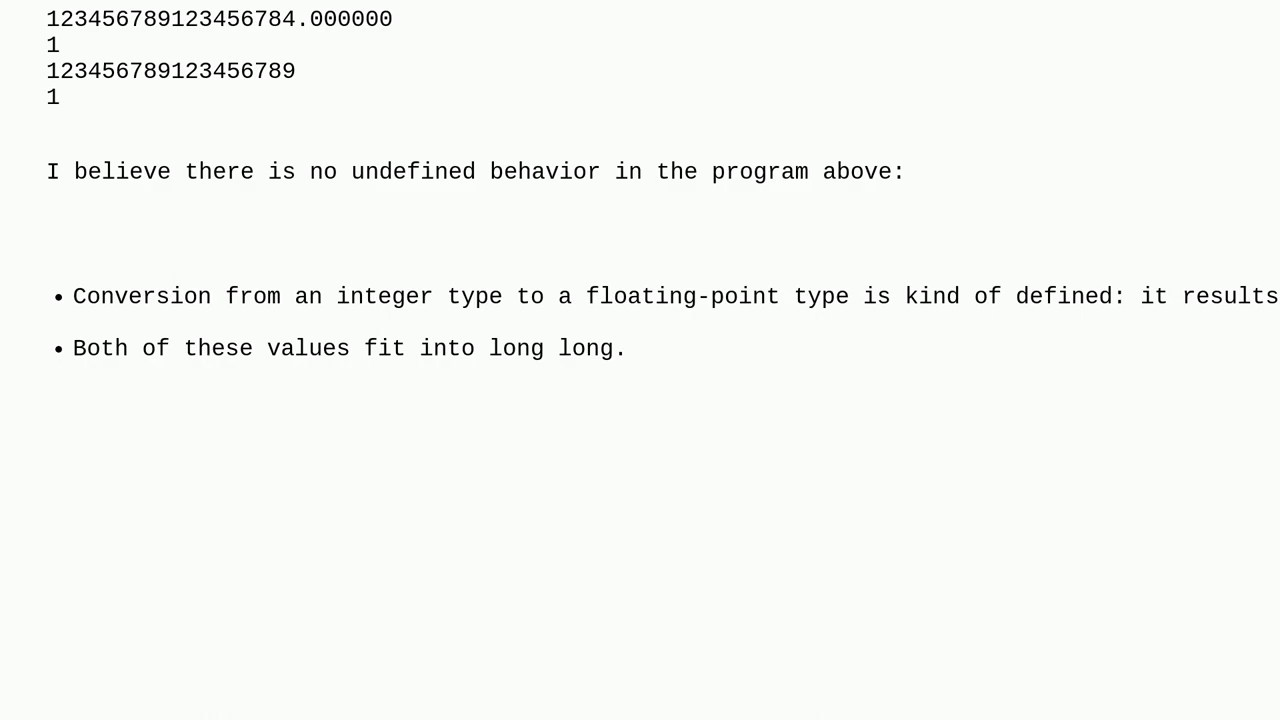 123456789123456784.000000
1
123456789123456789
1
I believe there is no undefined behavior in the program above:
• Conversion from an integer type to a floating-point type is kind of defined: it results
• Both of these values fit into long long.